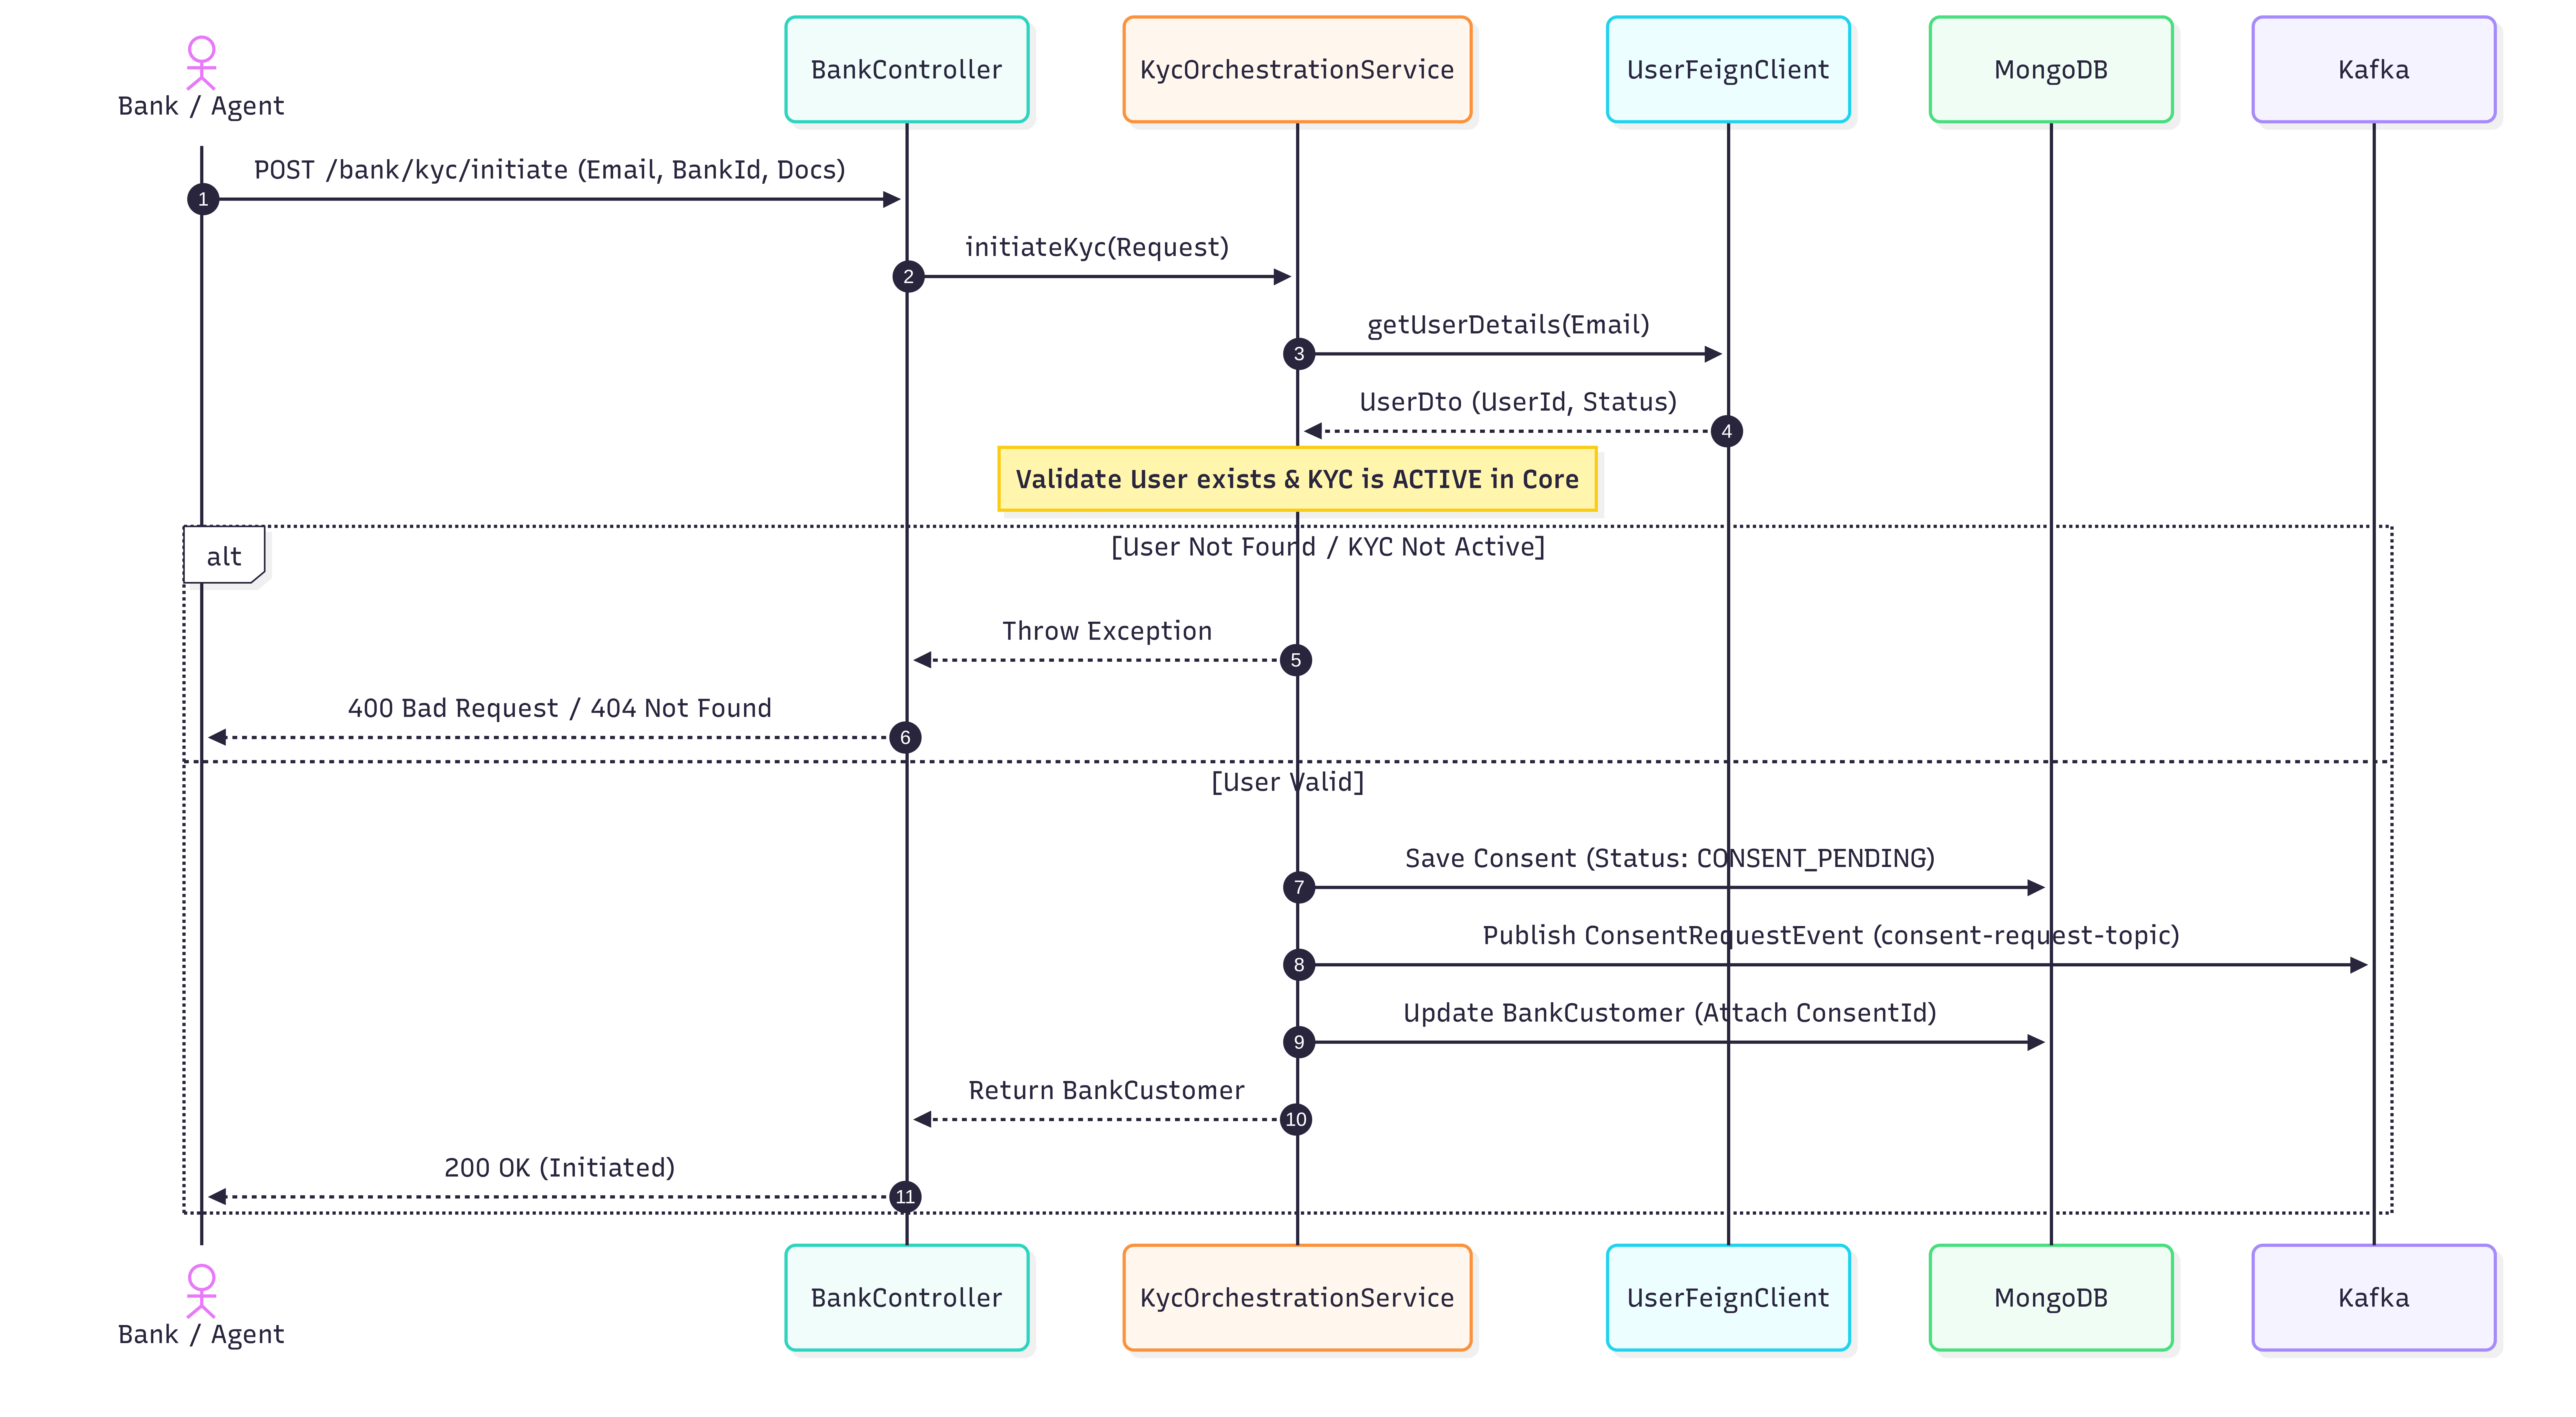 Bank / Agent
BankController
KycOrchestrationService
UserFeignClient
MongoDB
Kafka
POST /bank/kyc/initiate (Email, BankId, Docs)
1
initiateKyc(Request)
2
getUserDetails(Email)
3
UserDto (UserId, Status)
4
Validate User exists & KYC is ACTIVE in Core
alt
[User Not Found / KYC Not Active]
Throw Exception
5
400 Bad Request / 404 Not Found
6
[User Valid]
Save Consent (Status: CONSENT_PENDING)
7
Publish ConsentRequestEvent (consent-request-topic)
8
Update BankCustomer (Attach ConsentId)
9
Return BankCustomer
10
200 OK (Initiated)
11
Bank / Agent
BankController
KycOrchestrationService
UserFeignClient
MongoDB
Kafka